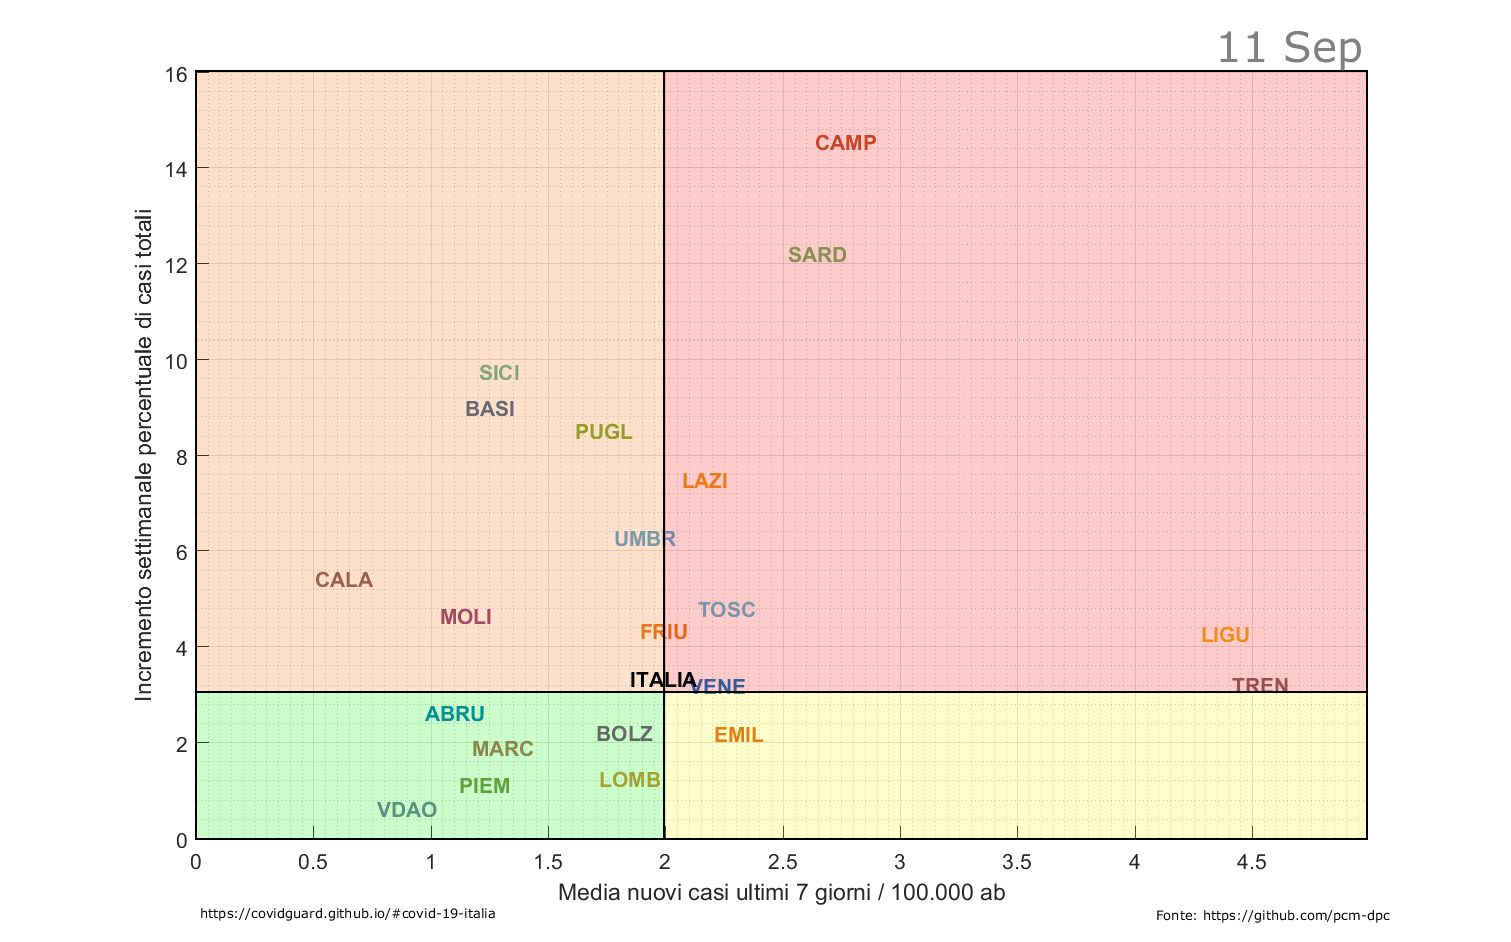 11 Sep
16
14
12
10
8
6
4
2
0
Incremento settimanale percentuale di casi totali
CAMP
SARD
SICI
BASI
PUGL
LAZI
UMBR
CALA
MOLI
TOSC
FRIU
LIGU
ITALIA
VENE
TREN
ABRU
BOLZ
EMIL
MARC
LOMB
PIEM
VDAO
0 0.5 1 1.5 2 2.5 3 3.5 4 4.5
Media nuovi casi ultimi 7 giorni / 100.000 ab
https://covidguard.github.io/#covid-19-italia
Fonte: https://github.com/pcm-dpc